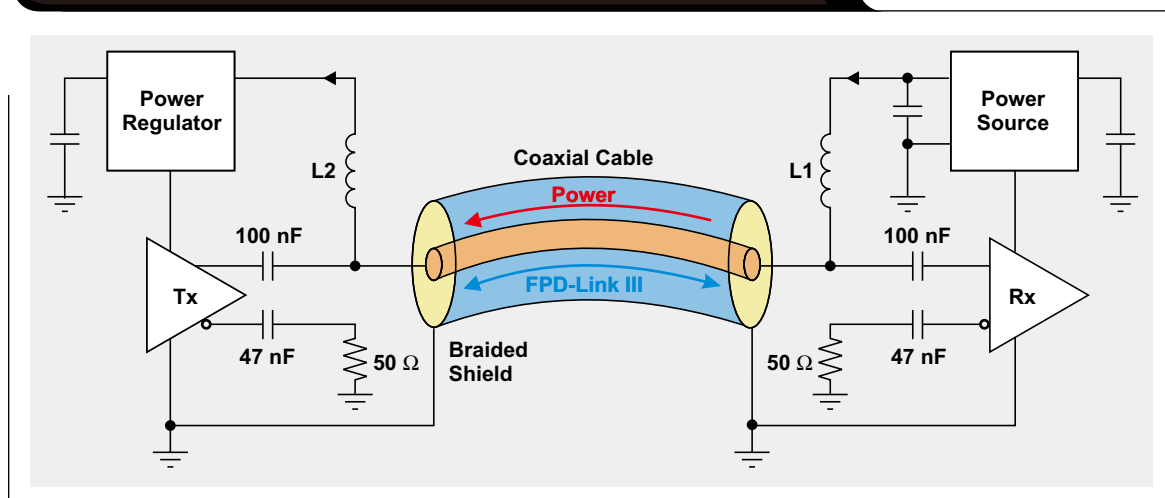 Power
Regulator
L2
Coaxial Cable
Power
L1
Power
Source
100 nF
Tx
47 nF
50 Ω
Braided
Shield
FPD-Link III
100 nF
Rx
47 nF
50 Ω